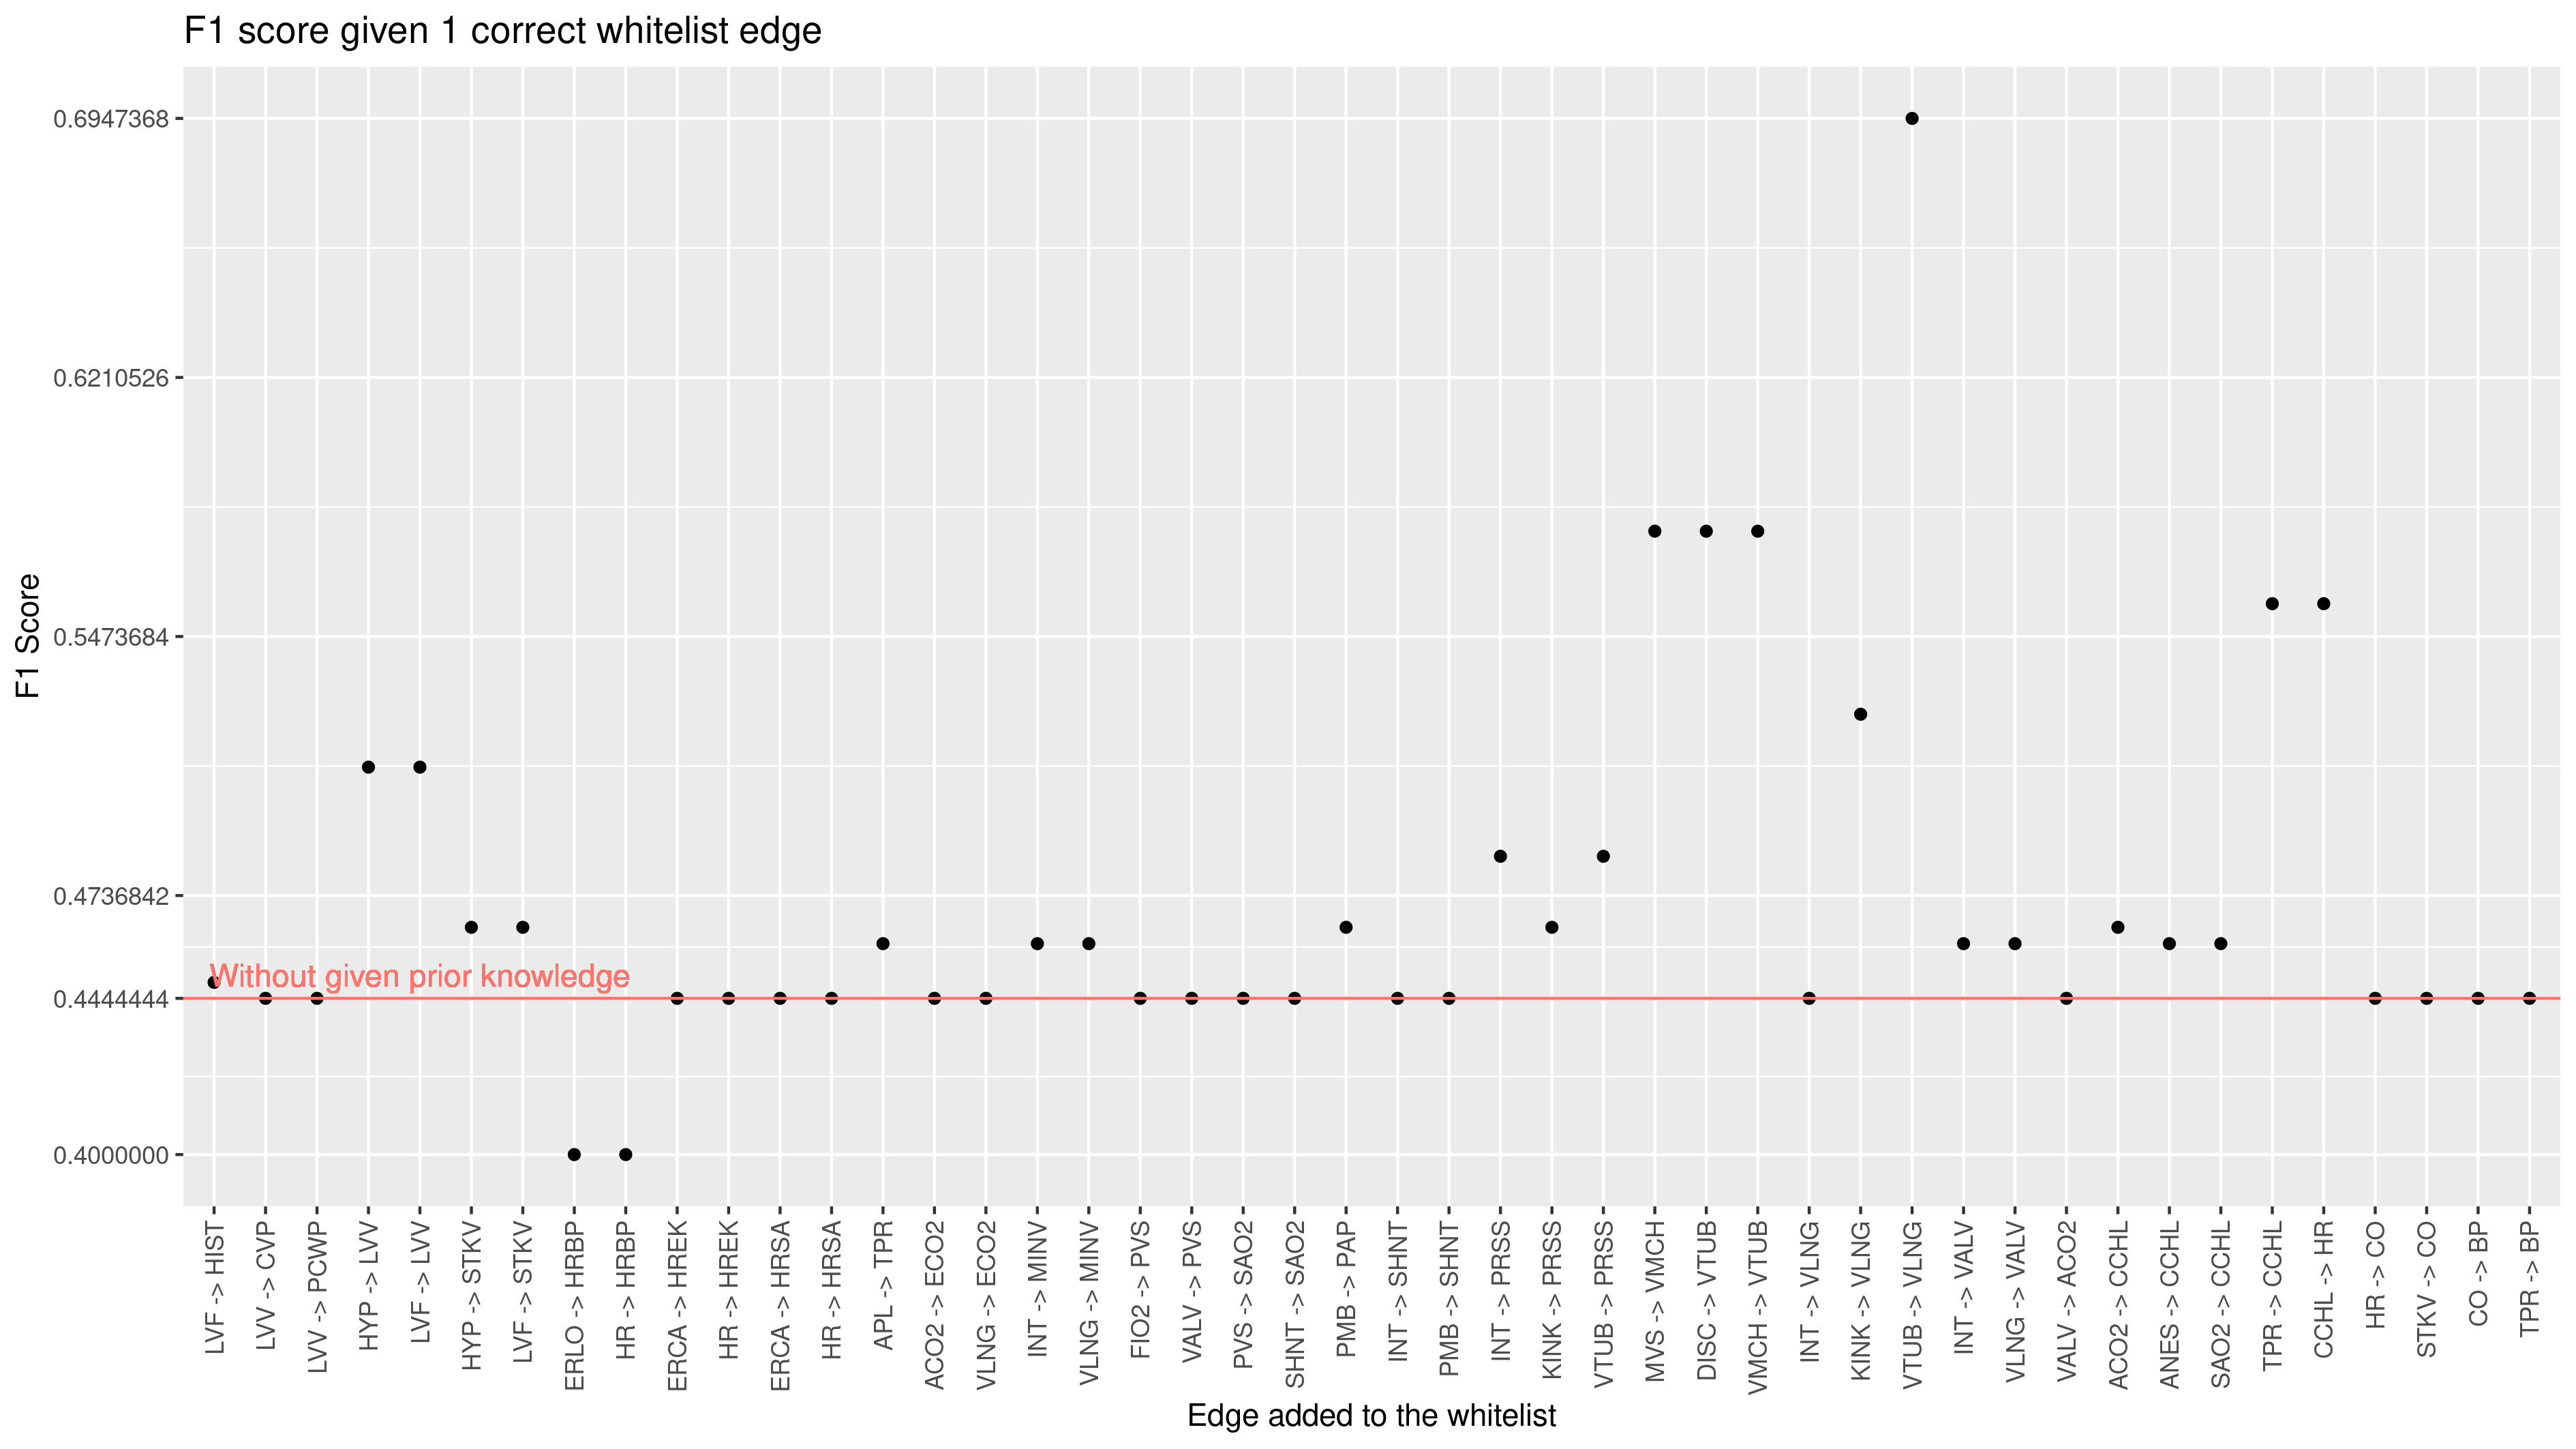 F1 score given 1 correct whitelist edge
F1 Score
0.6947368
0.6210526
0.5473684
0.4736842
0.4444444
0.4000000
Without given prior knowledge
LVF -> HIST
LVV -> CVP
LVV -> PCWP
HYP -> LVV
LVF -> LVV
HYP -> STKV
LVF -> STKV
ERLO -> HRBP
HR -> HRBP
ERCA -> HREK
HR -> HREK
ERCA -> HRSA
HR -> HRSA
APL -> TPR
ACO2 -> ECO2
VLNG -> ECO2
INT -> MINV
VLNG -> MINV
FIO2 -> PVS
VALV -> PVS
PVS -> SAO2
SHNT -> SAO2
PMB -> PAP
INT -> SHNT
PMB -> SHNT
INT -> PRSS
KINK -> PRSS
VTUB -> PRSS
MVS -> VMCH
DISC -> VTUB
VMCH -> VTUB
INT -> VLNG
KINK -> VLNG
VTUB -> VLNG
INT -> VALV
VLNG -> VALV
VALV -> ACO2
ACO2 -> CCHL
ANES -> CCHL
SAO2 -> CCHL
TPR -> CCHL
CCHL -> HR
HR -> CO
STKV -> CO
CO -> BP
TPR -> BP
Edge added to the whitelist